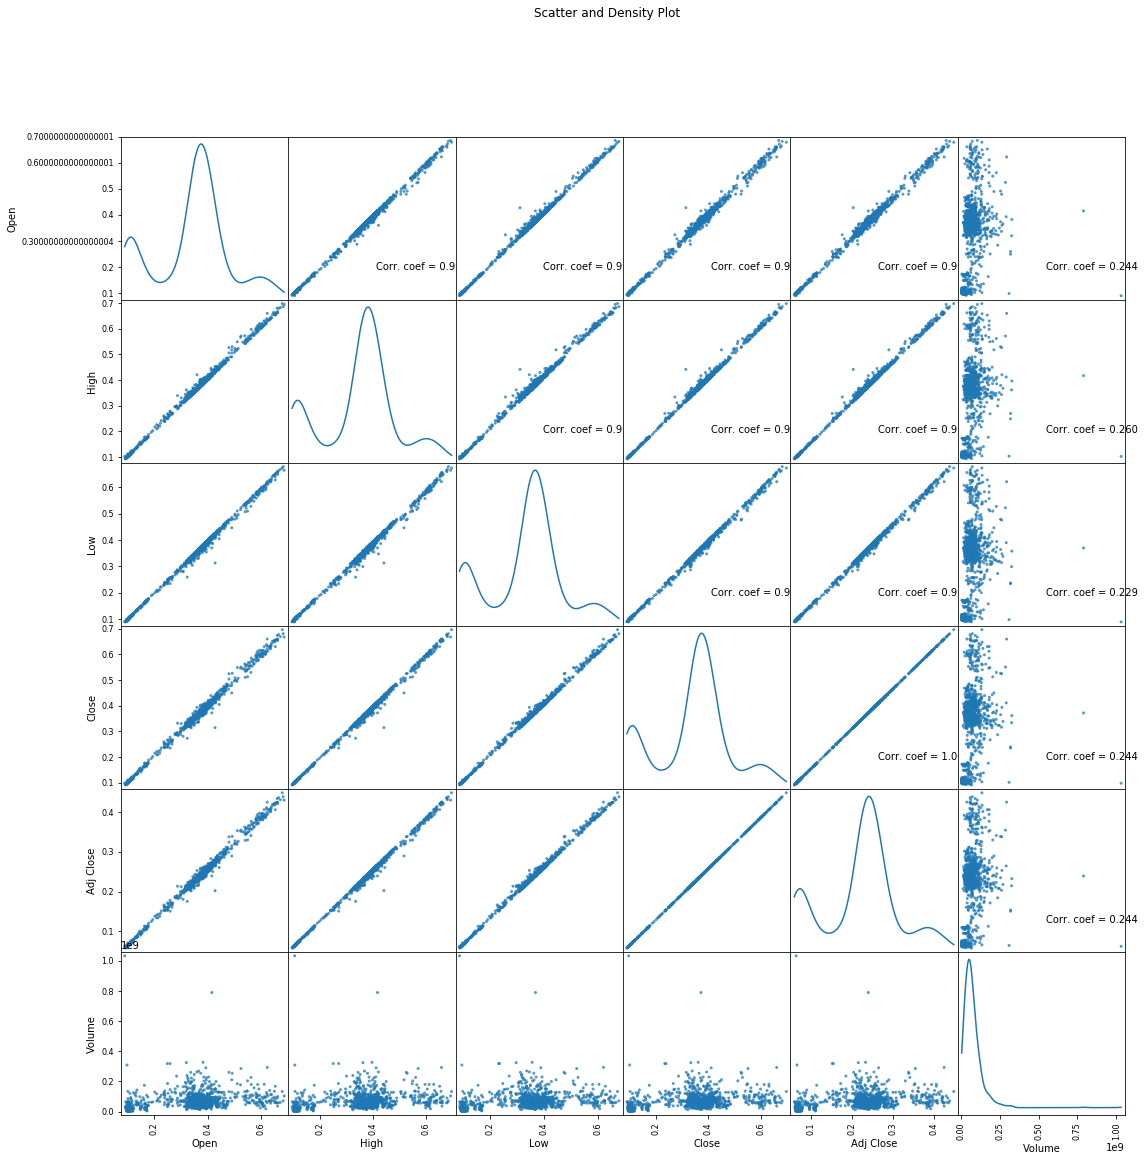 Scatter and Density Plot
0.7000000000000001
0.6000000000000001
0.5
0.4
0.30000000000000004
0.2
0.1
Open
Corr. coef = 0.9
Corr. coef = 0.9
Corr. coef = 0.9
Corr. coef = 0.9
Corr. coef = 0.244
0.7
0.6
0.5
0.4
0.3
0.2
0.1
High
Corr. coef = 0.9
Corr. coef = 0.9
Corr. coef = 0.9
Corr. coef = 0.260
0.6
0.5
0.4
0.3
0.2
0.1
Low
Corr. coef = 0.9
Corr. coef = 0.9
Corr. coef = 0.229
0.7
0.6
0.5
0.4
0.3
0.2
0.1
Close
Corr. coef = 1.0
Corr. coef = 0.244
0.4
0.3
0.2
0.1
Adj Close
Corr. coef = 0.244
1e9
1.0
0.8
0.6
0.4
0.2
0.0
Volume
0.2 0.4 0.6
0.2 0.4 0.6
0.2 0.4 0.6
0.2 0.4 0.6
0.1 0.2 0.3 0.4
0.00 0.25 0.50 0.75 1.00
Open High Low Close Adj Close Volume
1e9